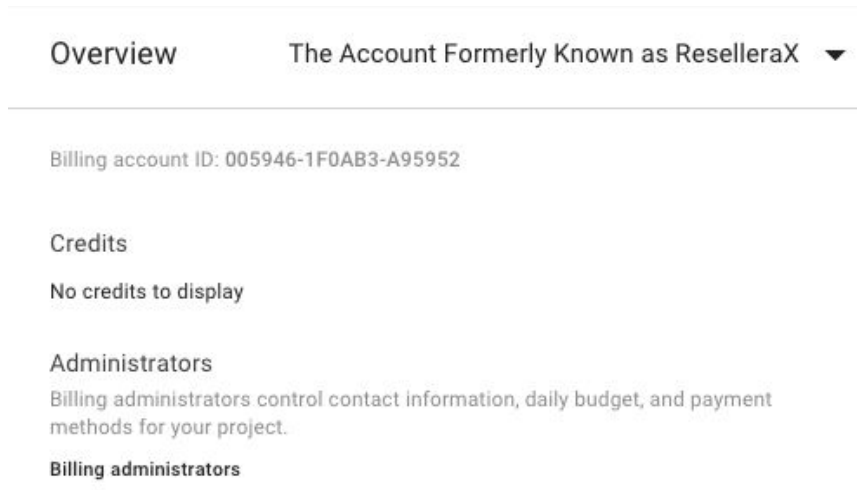 Overview The Account Formerly Known as ReselleraX
Billing account ID: 005946-1F0AB3-A95952
Credits
No credits to display
Administrators
Billing administrators control contact information, daily budget, and payment
methods for your project.
Billing administrators